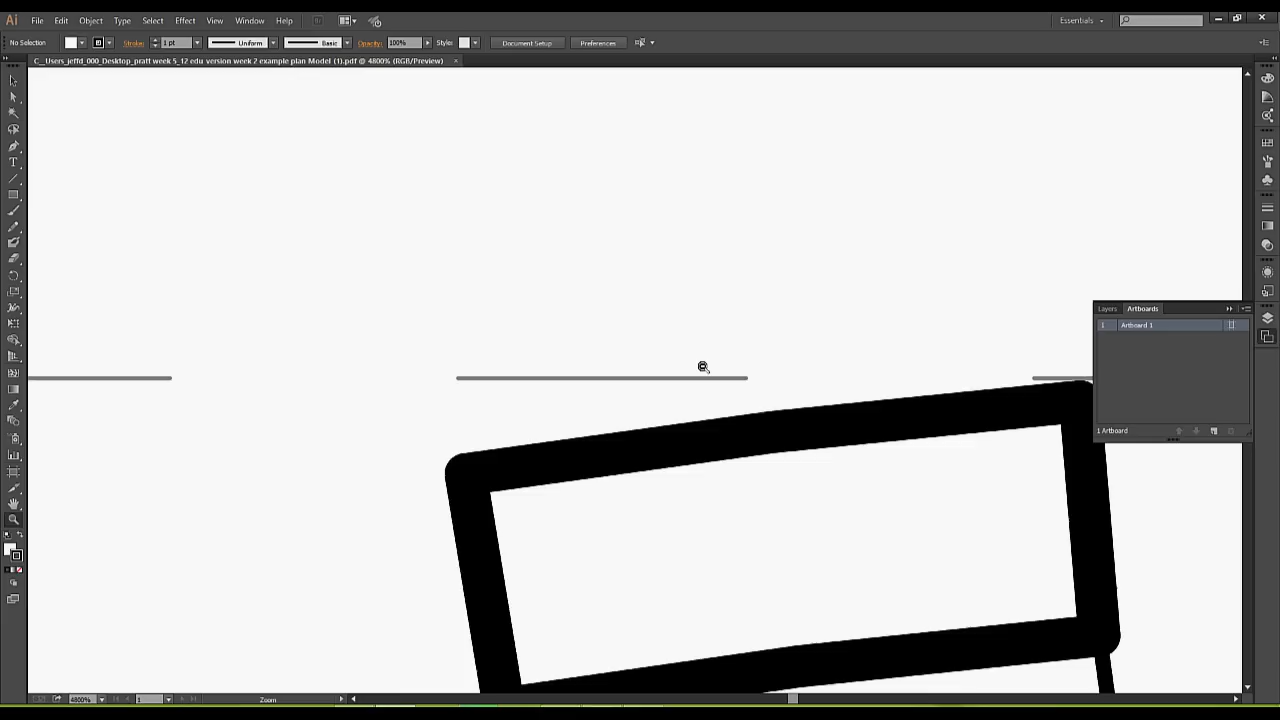 Ai File Edit Object Type Select Effect View Window Help Br Essentials
No Selection Stroke: 1 pt Uniform Basic Opacity: 100% Style: Document Setup Preferences
C__Users_jeffd_000_Desktop_pratt week 5_12 edu version week 2 example plan Model (1).pdf @ 4800% (RGB/Preview) ×
Layers Artboards
1 Artboard 1
1 Artboard
4800% 1 Zoom